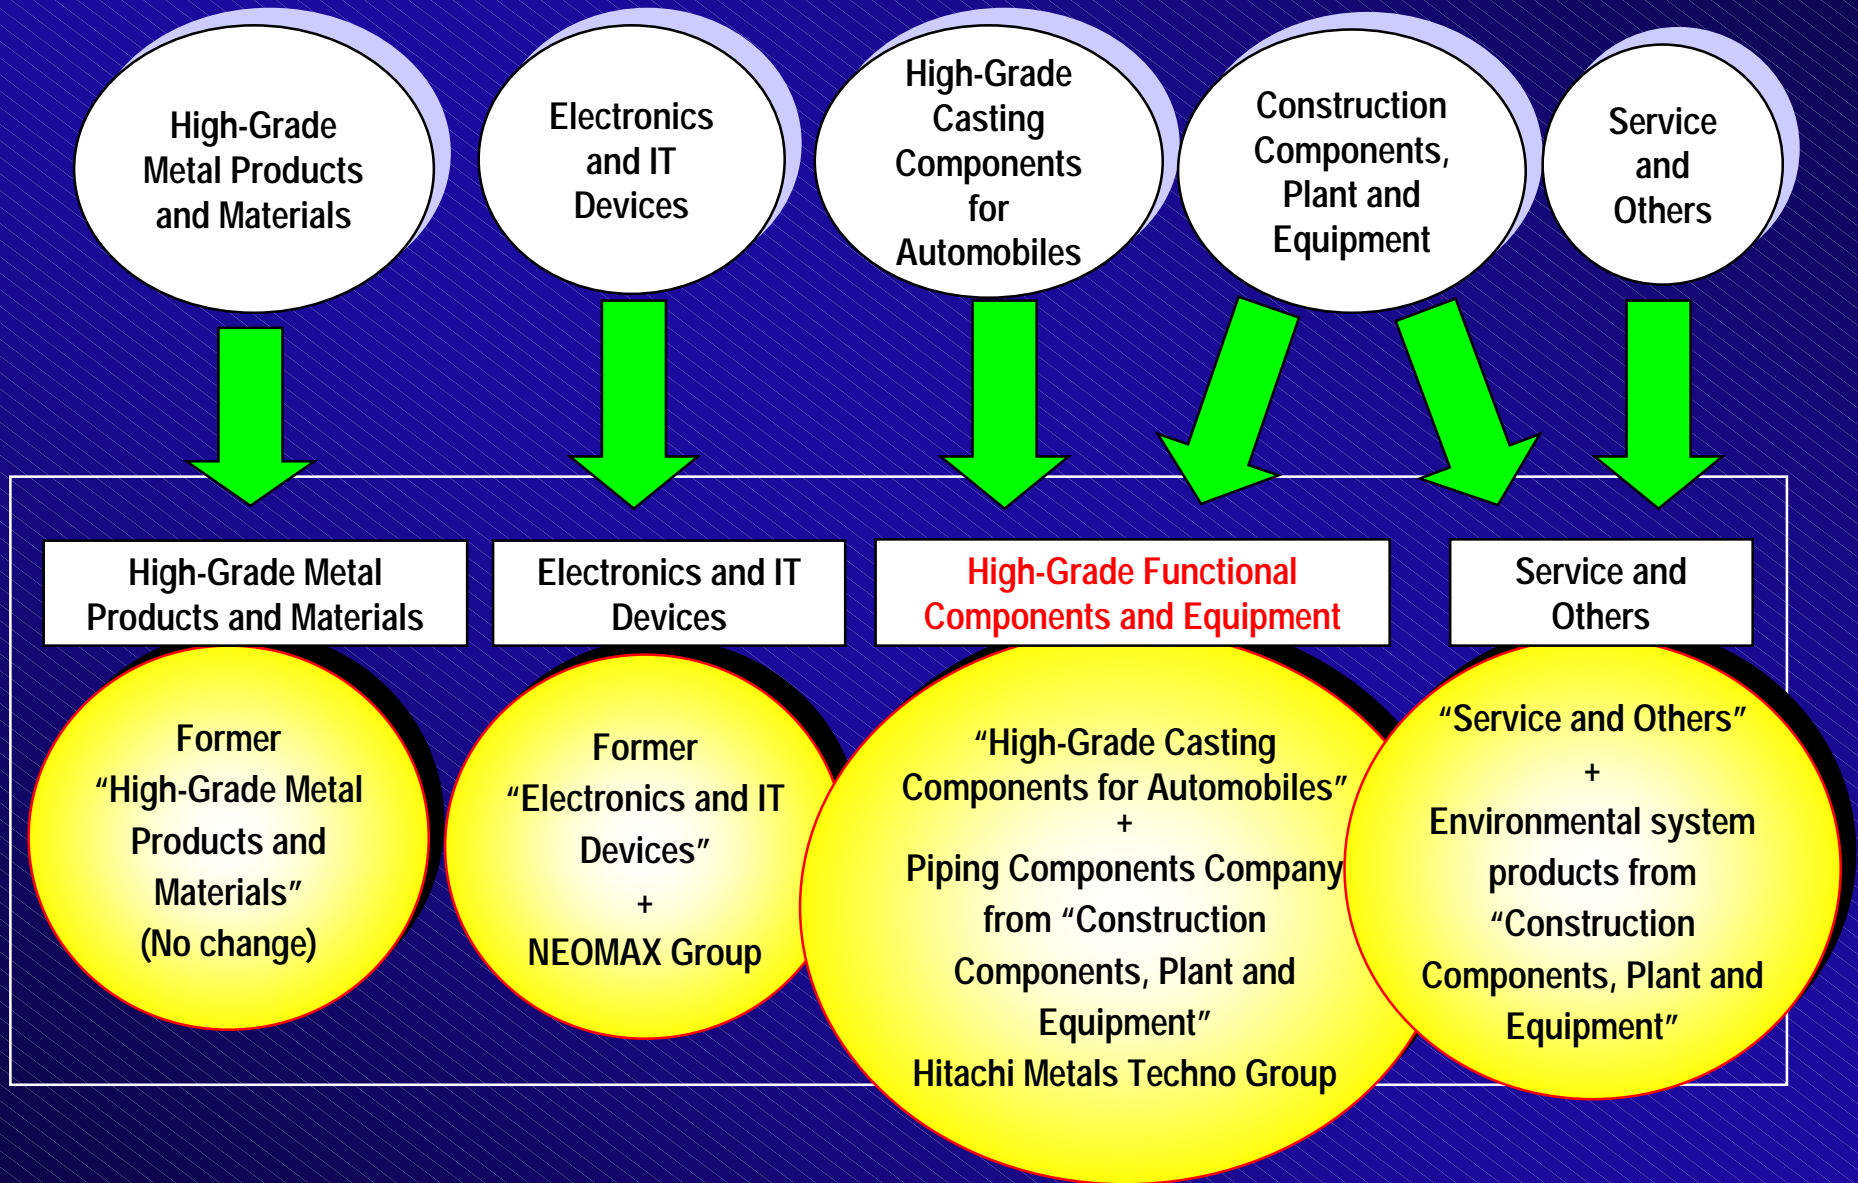 High-Grade
Metal Products
and Materials
Electronics
and IT
Devices
High-Grade
Casting
Components
for
Automobiles
Construction
Components,
Plant and
Equipment
Service
and
Others
High-Grade Metal
Products and Materials
Electronics and IT
Devices
High-Grade Functional
Components and Equipment
Service and
Others
Former
“High-Grade Metal
Products and
Materials”
(No change)
Former
“Electronics and IT
Devices”
+
NEOMAX Group
“High-Grade Casting
Components for Automobiles”
+
Piping Components Company
from “Construction
Components, Plant and
Equipment”
Hitachi Metals Techno Group
“Service and Others”
+
Environmental system
products from
“Construction
Components, Plant and
Equipment”